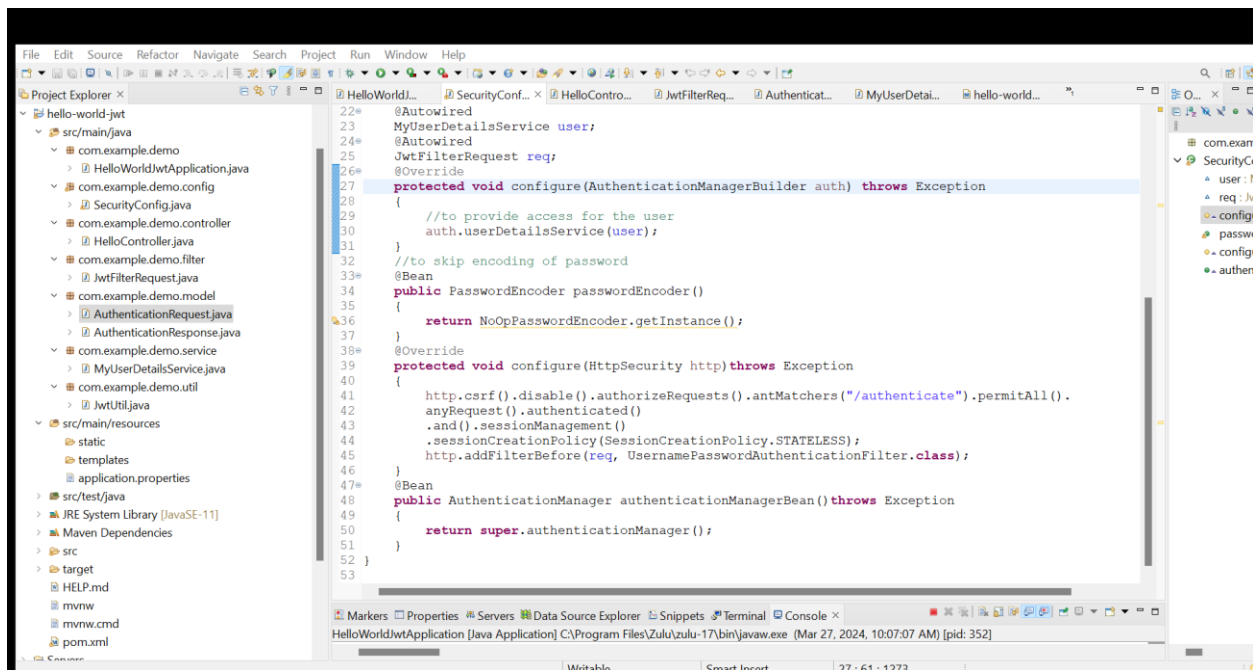 File Edit Source Refactor Navigate Search Project Run Window Help
Project Explorer ×
hello-world-jwt
src/main/java
com.example.demo
HelloWorldJwtApplication.java
com.example.demo.config
SecurityConfig.java
com.example.demo.controller
HelloController.java
com.example.demo.filter
JwtFilterRequest.java
com.example.demo.model
AuthenticationRequest.java
AuthenticationResponse.java
com.example.demo.service
MyUserDetailsService.java
com.example.demo.util
JwtUtil.java
src/main/resources
static
templates
application.properties
src/test/java
JRE System Library [JavaSE-11]
Maven Dependencies
src
target
HELP.md
mvnw
mvnw.cmd
pom.xml
Servers
HelloWorldJ... SecurityConf... × HelloContro... JwtFilterReq... Authenticat... MyUserDetai... hello-world... »1
22 @Autowired
23 MyUserDetailsService user;
24 @Autowired
25 JwtFilterRequest req;
26 @Override
27 protected void configure(AuthenticationManagerBuilder auth) throws Exception
28 {
29 //to provide access for the user
30 auth.userDetailsService(user);
31 }
32 //to skip encoding of password
33 @Bean
34 public PasswordEncoder passwordEncoder()
35 {
36 return NoOpPasswordEncoder.getInstance();
37 }
38 @Override
39 protected void configure(HttpSecurity http)throws Exception
40 {
41 http.csrf().disable().authorizeRequests().antMatchers("/authenticate").permitAll().
42 anyRequest().authenticated()
43 .and().sessionManagement()
44 .sessionCreationPolicy(SessionCreationPolicy.STATELESS);
45 http.addFilterBefore(req, UsernamePasswordAuthenticationFilter.class);
46 }
47 @Bean
48 public AuthenticationManager authenticationManagerBean()throws Exception
49 {
50 return super.authenticationManager();
51 }
52 }
53
O... ×
com.exam
SecurityCo
user : M
req : Jw
configu
passwo
configu
authen
Markers Properties Servers Data Source Explorer Snippets Terminal Console ×
HelloWorldJwtApplication [Java Application] C:\Program Files\Zulu\zulu-17\bin\javaw.exe (Mar 27, 2024, 10:07:07 AM) [pid: 352]
Writable Smart Insert 27 : 61 : 1273